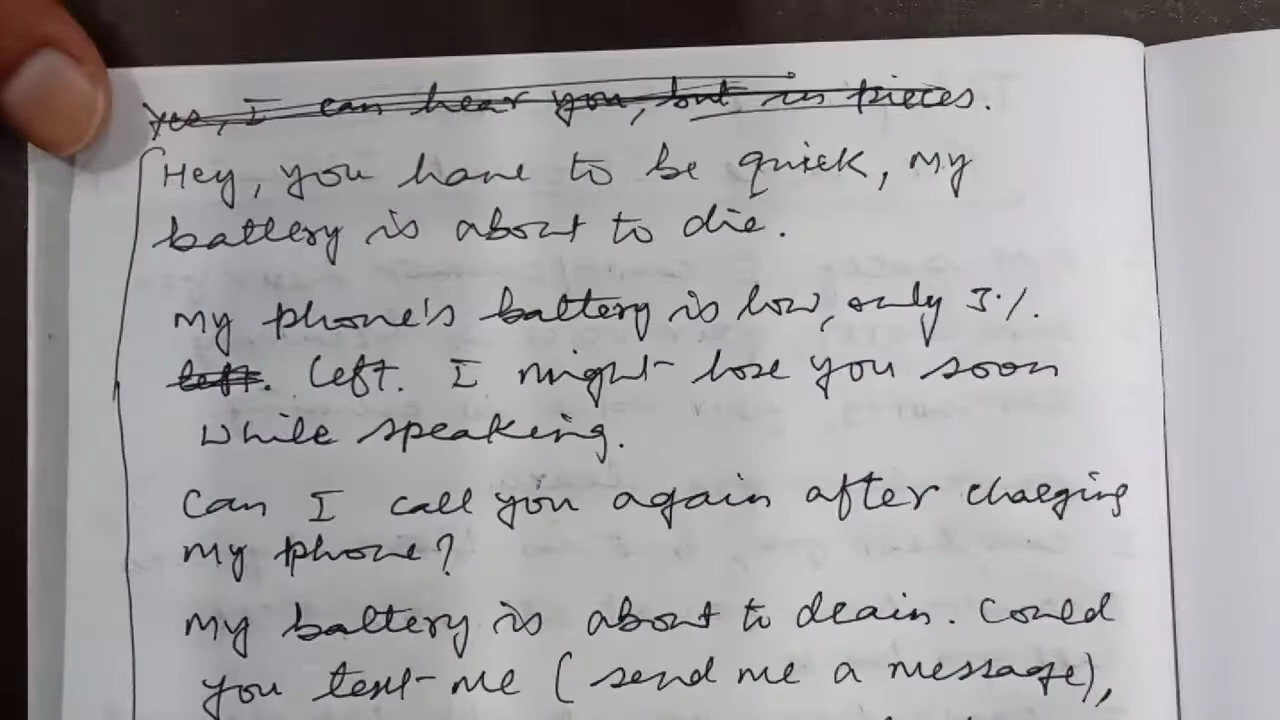 Yes, I can hear you, but in pieces.
Hey, you have to be quick, my
battery is about to die.
My phone's battery is low, only 3%.
left. left. I might lose you soon
while speaking.
Can I call you again after charging
my phone?
My battery is about to drain. Could
you text me (send me a message),